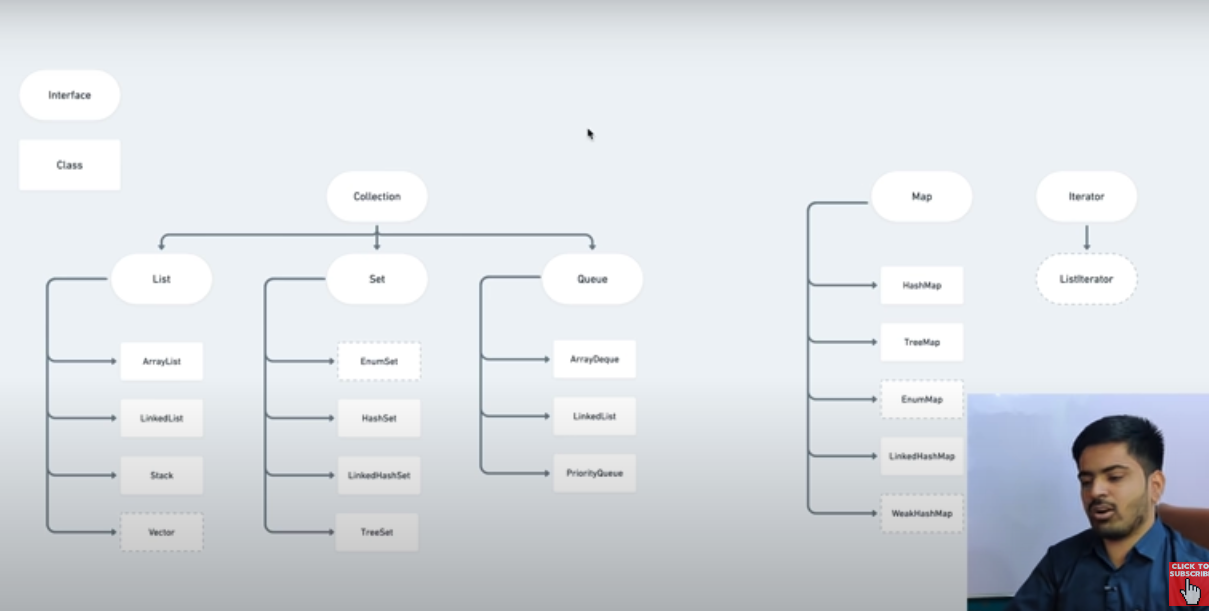 Interface
Class
Collection
Map
Iterator
List
Set
Queue
HashMap
ListIterator
ArrayList
EnumSet
ArrayDeque
TreeMap
LinkedList
HashSet
LinkedList
EnumMap
Stack
LinkedHashSet
PriorityQueue
LinkedHashMap
Vector
TreeSet
WeakHashMap
CLICK TO
SUBSCRIBE